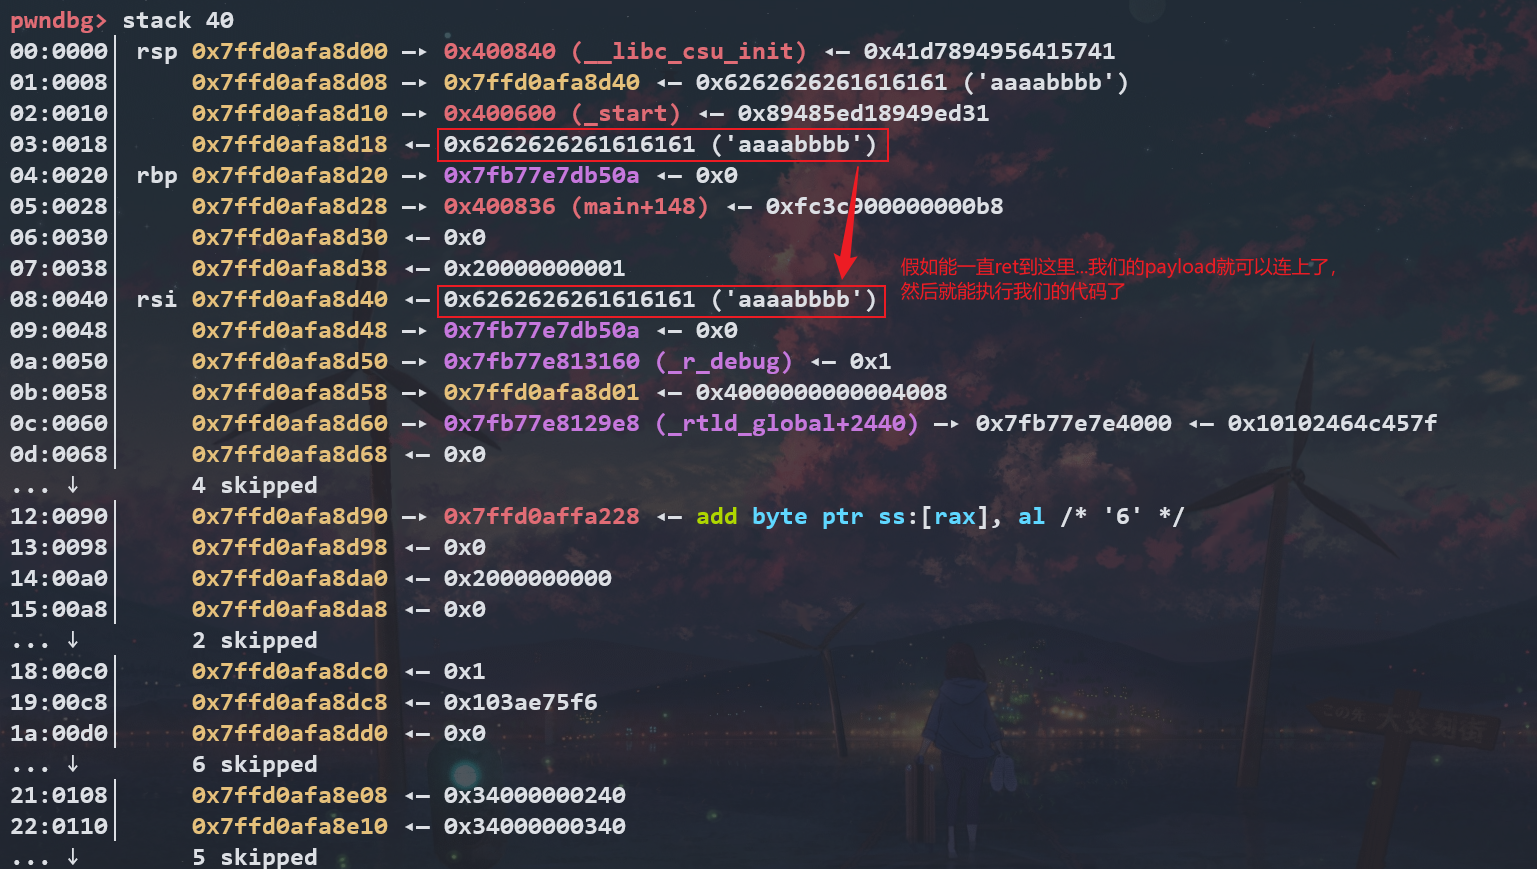 pwndbg> stack 40
00:0000│ rsp 0x7ffd0afa8d00 —▸ 0x400840 (__libc_csu_init) ◂— 0x41d7894956415741
01:0008│     0x7ffd0afa8d08 —▸ 0x7ffd0afa8d40 ◂— 0x6262626261616161 ('aaaabbbb')
02:0010│     0x7ffd0afa8d10 —▸ 0x400600 (_start) ◂— 0x89485ed18949ed31
03:0018│     0x7ffd0afa8d18 ◂— 0x6262626261616161 ('aaaabbbb')
04:0020│ rbp 0x7ffd0afa8d20 —▸ 0x7fb77e7db50a ◂— 0x0
05:0028│     0x7ffd0afa8d28 —▸ 0x400836 (main+148) ◂— 0xfc3c900000000b8
06:0030│     0x7ffd0afa8d30 ◂— 0x0
07:0038│     0x7ffd0afa8d38 ◂— 0x20000000001
假如能一直ret到这里...我们的payload就可以连上了,
然后就能执行我们的代码了
08:0040│ rsi 0x7ffd0afa8d40 ◂— 0x6262626261616161 ('aaaabbbb')
09:0048│     0x7ffd0afa8d48 —▸ 0x7fb77e7db50a ◂— 0x0
0a:0050│     0x7ffd0afa8d50 —▸ 0x7fb77e813160 (_r_debug) ◂— 0x1
0b:0058│     0x7ffd0afa8d58 —▸ 0x7ffd0afa8d01 ◂— 0x4000000000004008
0c:0060│     0x7ffd0afa8d60 —▸ 0x7fb77e8129e8 (_rtld_global+2440) —▸ 0x7fb77e7e4000 ◂— 0x10102464c457f
0d:0068│     0x7ffd0afa8d68 ◂— 0x0
... ↓        4 skipped
12:0090│     0x7ffd0afa8d90 —▸ 0x7ffd0affa228 ◂— add byte ptr ss:[rax], al /* '6' */
13:0098│     0x7ffd0afa8d98 ◂— 0x0
14:00a0│     0x7ffd0afa8da0 ◂— 0x2000000000
15:00a8│     0x7ffd0afa8da8 ◂— 0x0
... ↓        2 skipped
18:00c0│     0x7ffd0afa8dc0 ◂— 0x1
19:00c8│     0x7ffd0afa8dc8 ◂— 0x103ae75f6
1a:00d0│     0x7ffd0afa8dd0 ◂— 0x0
... ↓        6 skipped
21:0108│     0x7ffd0afa8e08 ◂— 0x34000000240
22:0110│     0x7ffd0afa8e10 ◂— 0x34000000340
... ↓        5 skipped